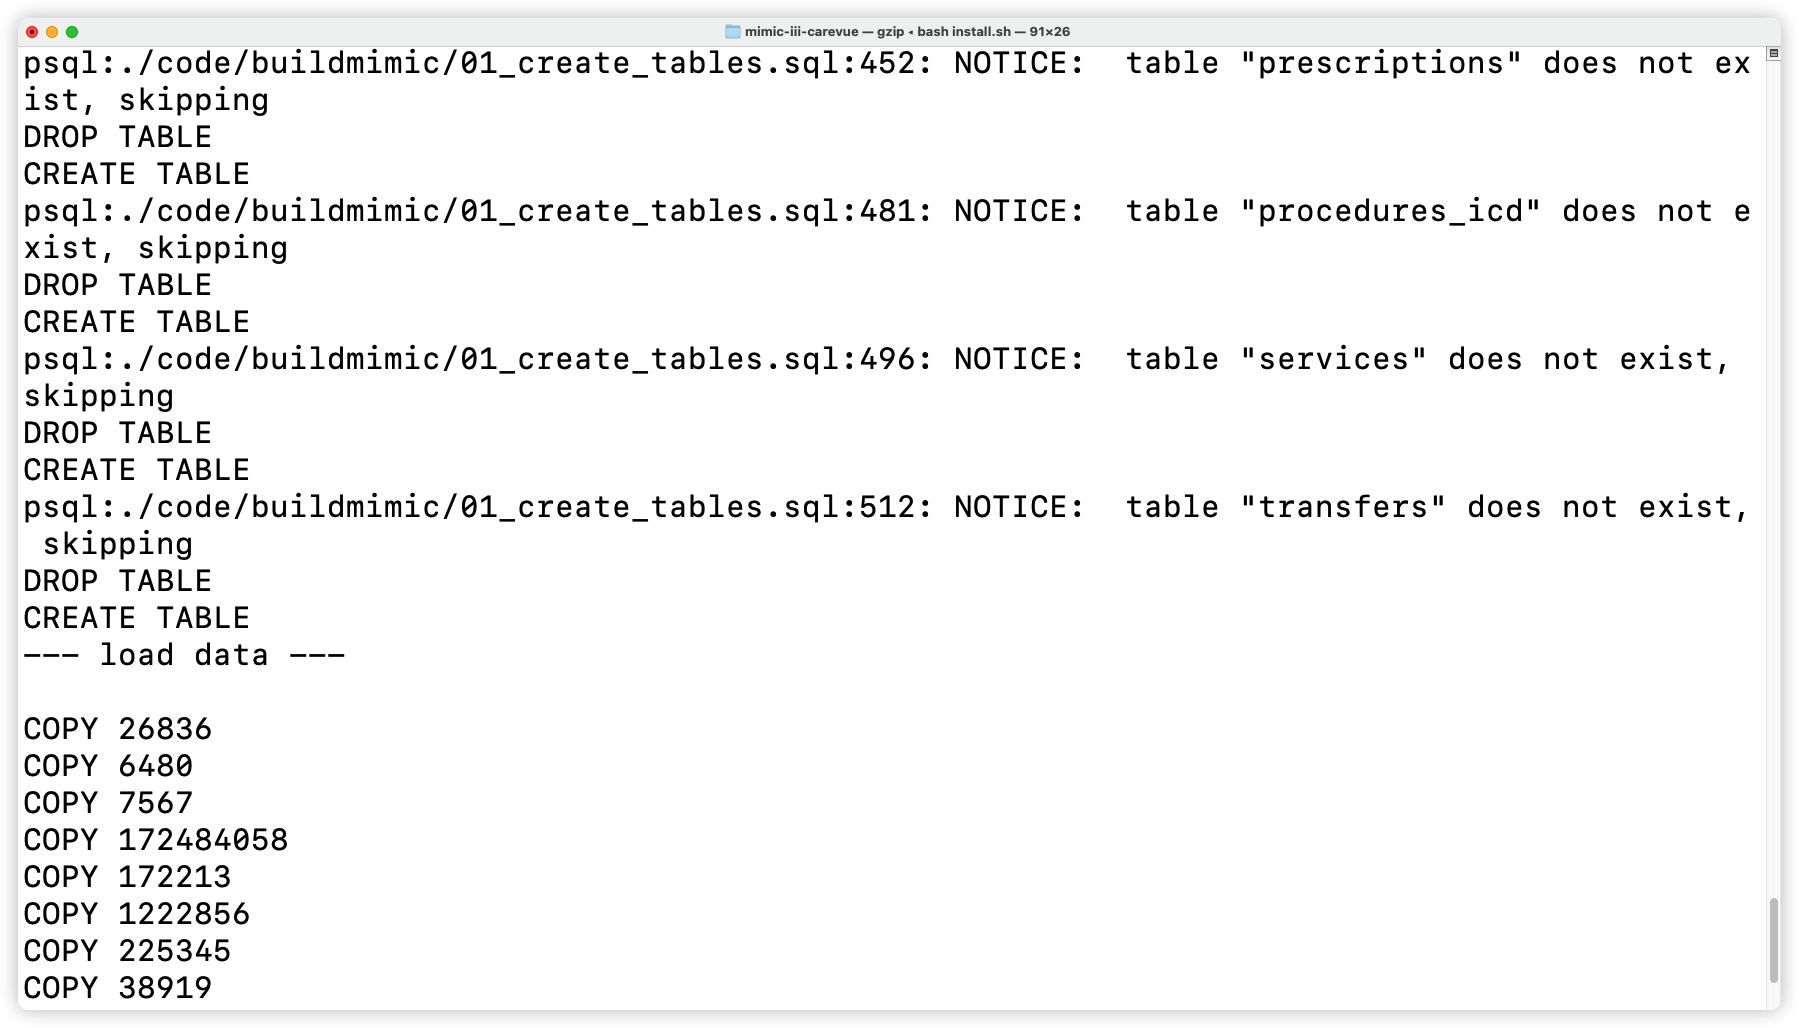 mimic-iii-carevue — gzip ◂ bash install.sh — 91×26
psql:./code/buildmimic/01_create_tables.sql:452: NOTICE:  table "prescriptions" does not ex
ist, skipping
DROP TABLE
CREATE TABLE
psql:./code/buildmimic/01_create_tables.sql:481: NOTICE:  table "procedures_icd" does not e
xist, skipping
DROP TABLE
CREATE TABLE
psql:./code/buildmimic/01_create_tables.sql:496: NOTICE:  table "services" does not exist,
skipping
DROP TABLE
CREATE TABLE
psql:./code/buildmimic/01_create_tables.sql:512: NOTICE:  table "transfers" does not exist,
 skipping
DROP TABLE
CREATE TABLE
--- load data ---

COPY 26836
COPY 6480
COPY 7567
COPY 172484058
COPY 172213
COPY 1222856
COPY 225345
COPY 38919